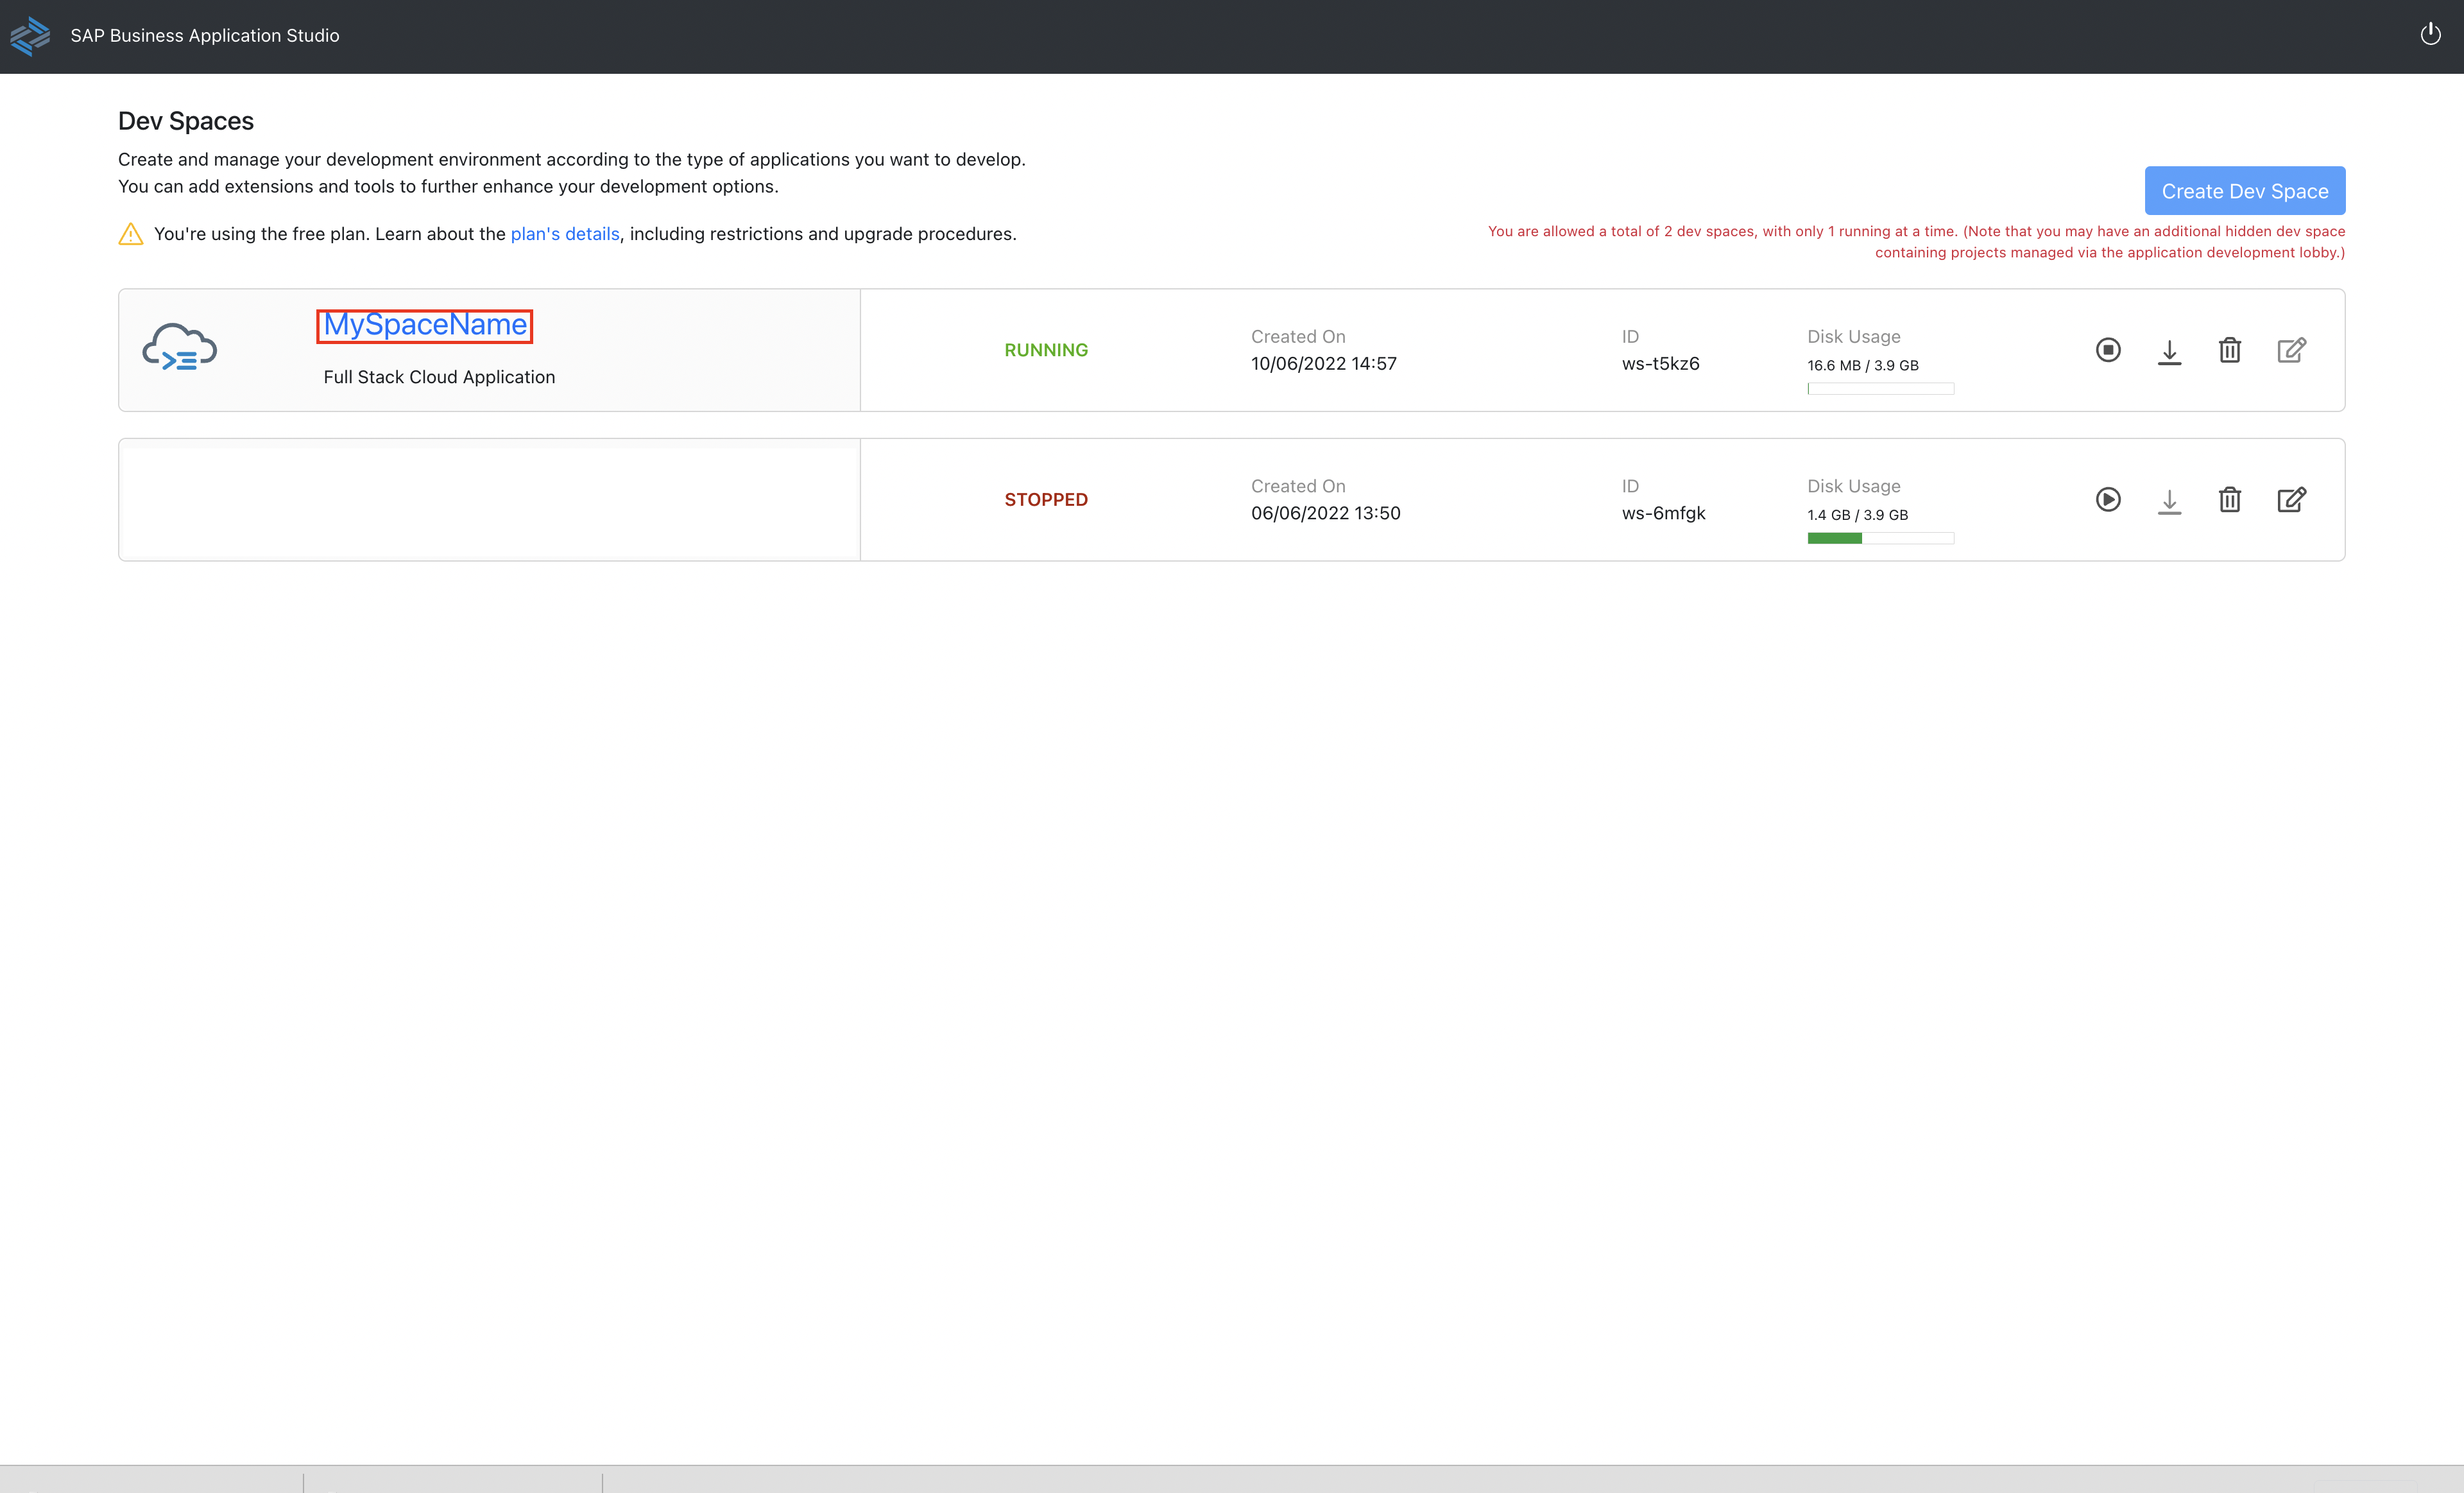 SAP Business Application Studio
Dev Spaces
Create and manage your development environment according to the type of applications you want to develop.
You can add extensions and tools to further enhance your development options.
Create Dev Space
You're using the free plan. Learn about the plan's details, including restrictions and upgrade procedures.
You are allowed a total of 2 dev spaces, with only 1 running at a time. (Note that you may have an additional hidden dev space
containing projects managed via the application development lobby.)
MySpaceName
Full Stack Cloud Application
RUNNING
Created On
10/06/2022 14:57
ID
ws-t5kz6
Disk Usage
16.6 MB / 3.9 GB
STOPPED
Created On
06/06/2022 13:50
ID
ws-6mfgk
Disk Usage
1.4 GB / 3.9 GB